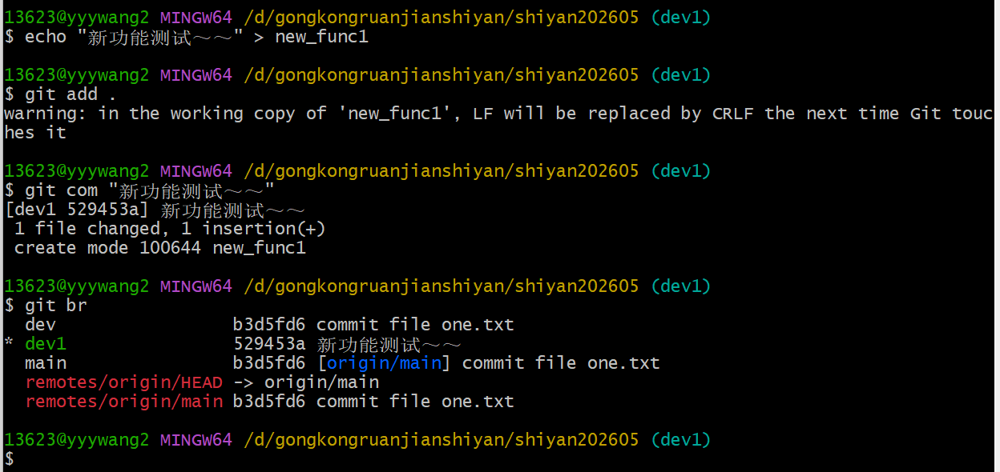 13623@yyywang2 MINGW64 /d/gongkongruanjianshiyan/shiyan202605 (dev1)
$ echo "新功能测试～～" > new_func1
13623@yyywang2 MINGW64 /d/gongkongruanjianshiyan/shiyan202605 (dev1)
$ git add .
warning: in the working copy of 'new_func1', LF will be replaced by CRLF the next time Git touc
hes it
13623@yyywang2 MINGW64 /d/gongkongruanjianshiyan/shiyan202605 (dev1)
$ git com "新功能测试～～"
[dev1 529453a] 新功能测试～～
 1 file changed, 1 insertion(+)
 create mode 100644 new_func1
13623@yyywang2 MINGW64 /d/gongkongruanjianshiyan/shiyan202605 (dev1)
$ git br
  dev                 b3d5fd6 commit file one.txt
* dev1                529453a 新功能测试～～
  main                b3d5fd6 [origin/main] commit file one.txt
  remotes/origin/HEAD -> origin/main
  remotes/origin/main b3d5fd6 commit file one.txt
13623@yyywang2 MINGW64 /d/gongkongruanjianshiyan/shiyan202605 (dev1)
$